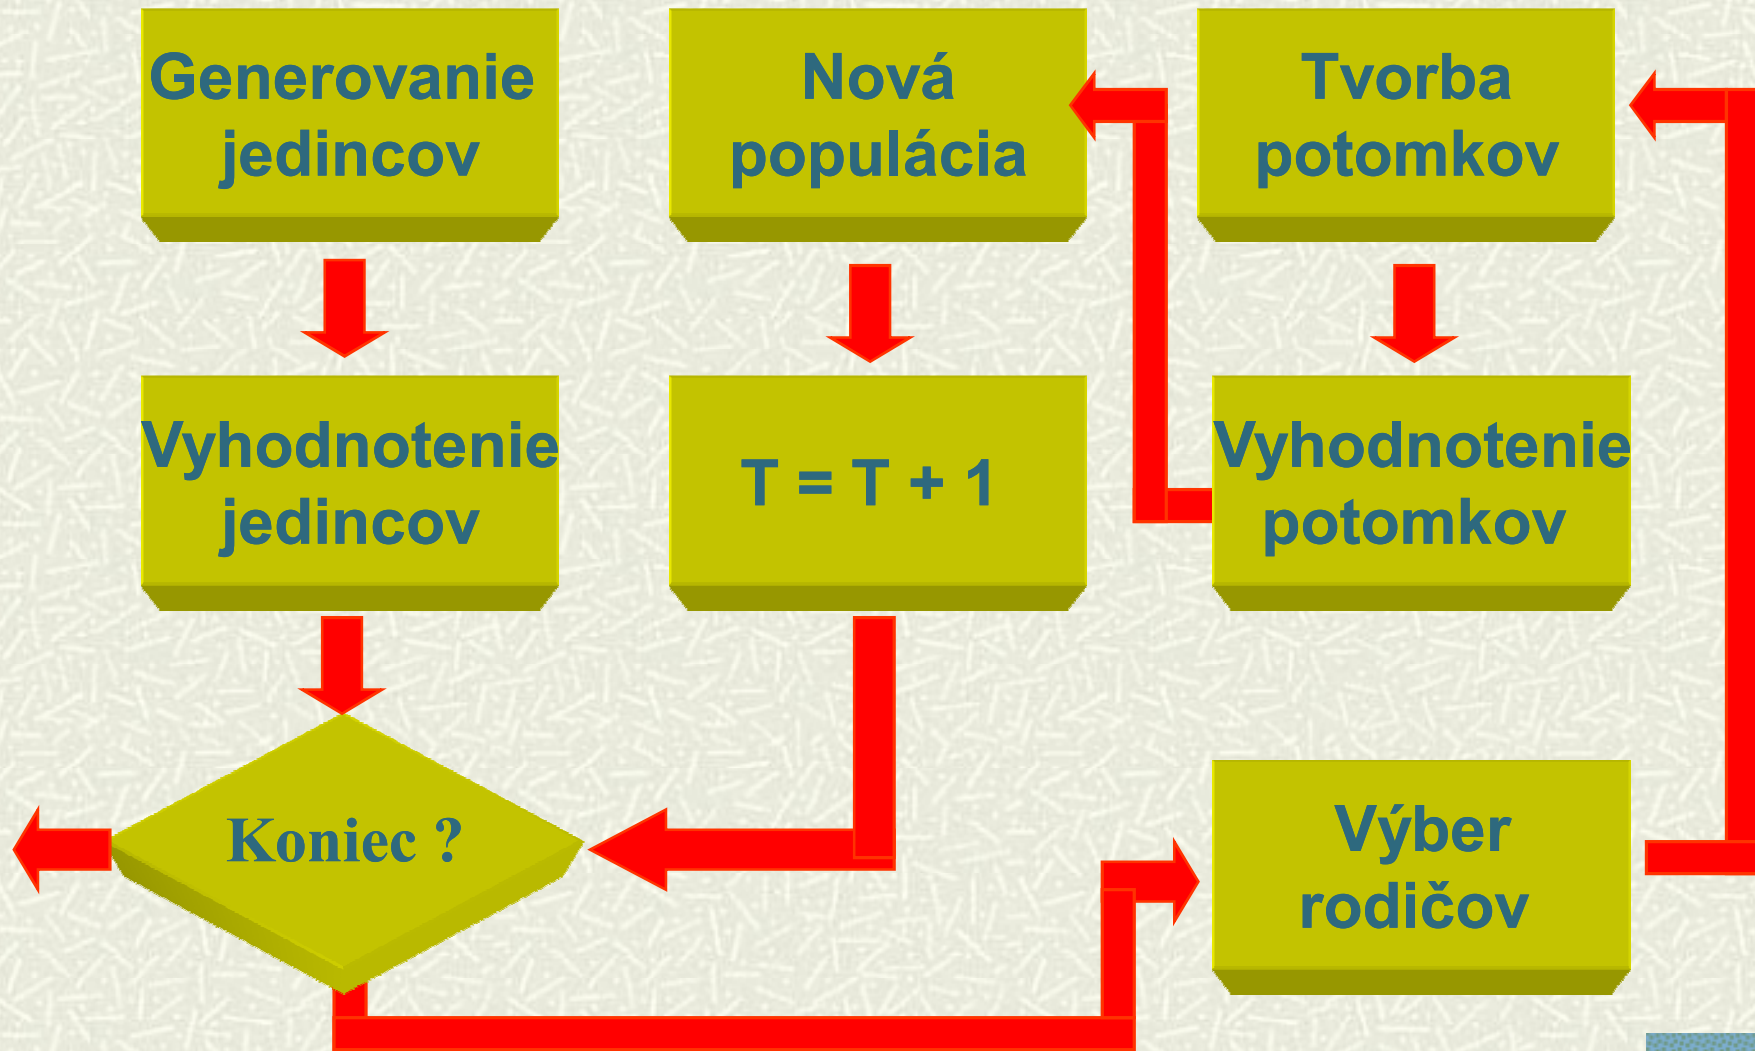 Generovanie
jedincov
Nová
populácia
Tvorba
potomkov
Vyhodnotenie
jedincov
T = T + 1
Vyhodnotenie
potomkov
Koniec ?
Výber
rodičov